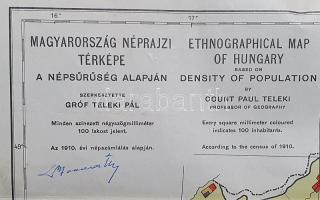 16°
17°
MAGYARORSZÁG NÉPRAJZI
TÉRKÉPE
A NÉPSŰRŰSÉG ALAPJÁN
SZERKESZTETTE
GRÓF TELEKI PÁL
Minden színezett négyszögmilliméter
100 lakost jelent.
Az 1910. évi népszámlálás alapján.
ETHNOGRAPHICAL MAP
OF HUNGARY
BASED ON
DENSITY OF POPULATION
BY
COUNT PAUL TELEKI
PROFESSOR OF GEOGRAPHY
Every square millimeter coloured
indicates 100 inhabitants.
According to the census of 1910.
49°